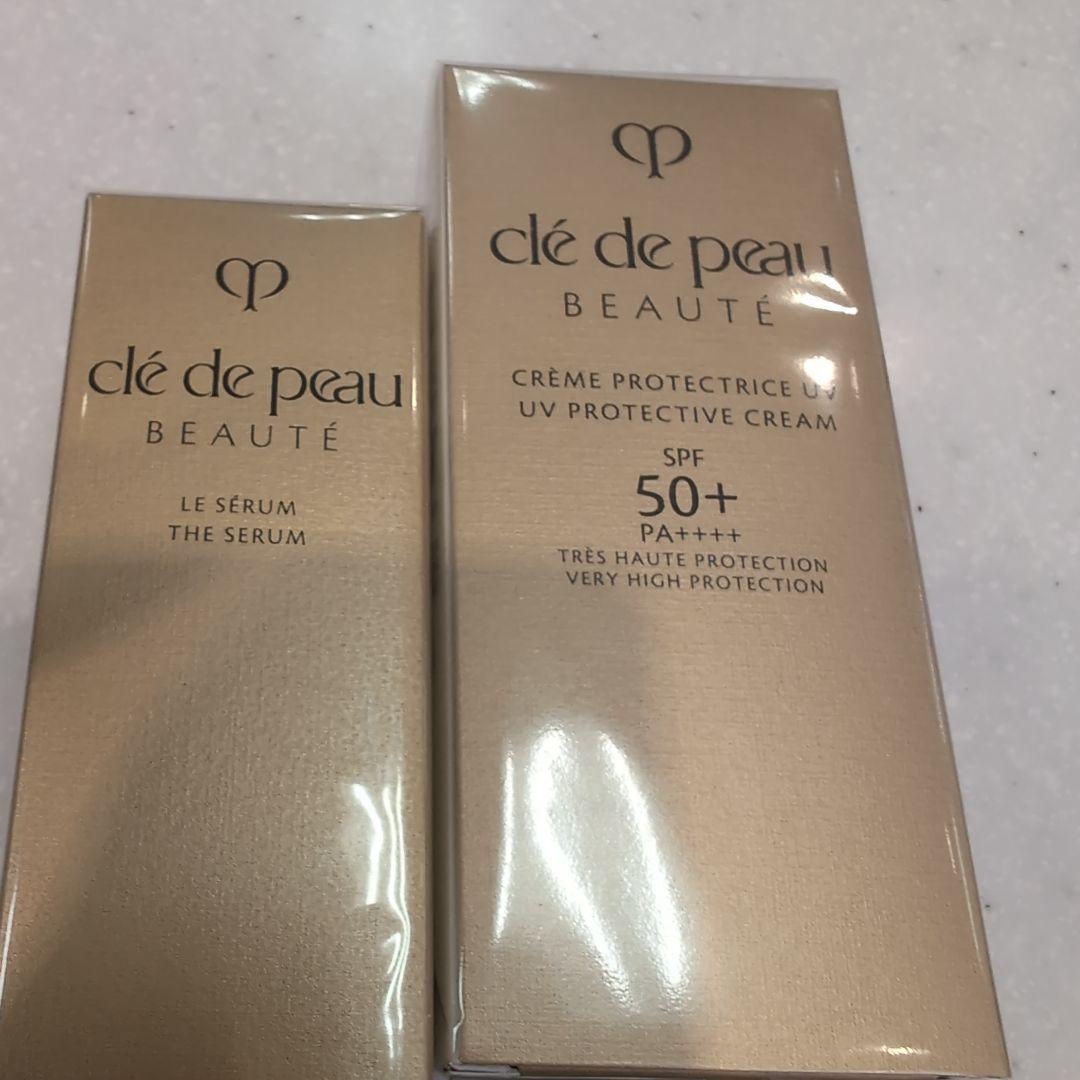 clé de peau
BEAUTÉ
LE SÉRUM
THE SERUM
clé de peau
BEAUTÉ
CRÈME PROTECTRICE UV
UV PROTECTIVE CREAM
SPF
50+
PA++++
TRÈS HAUTE PROTECTION
VERY HIGH PROTECTION